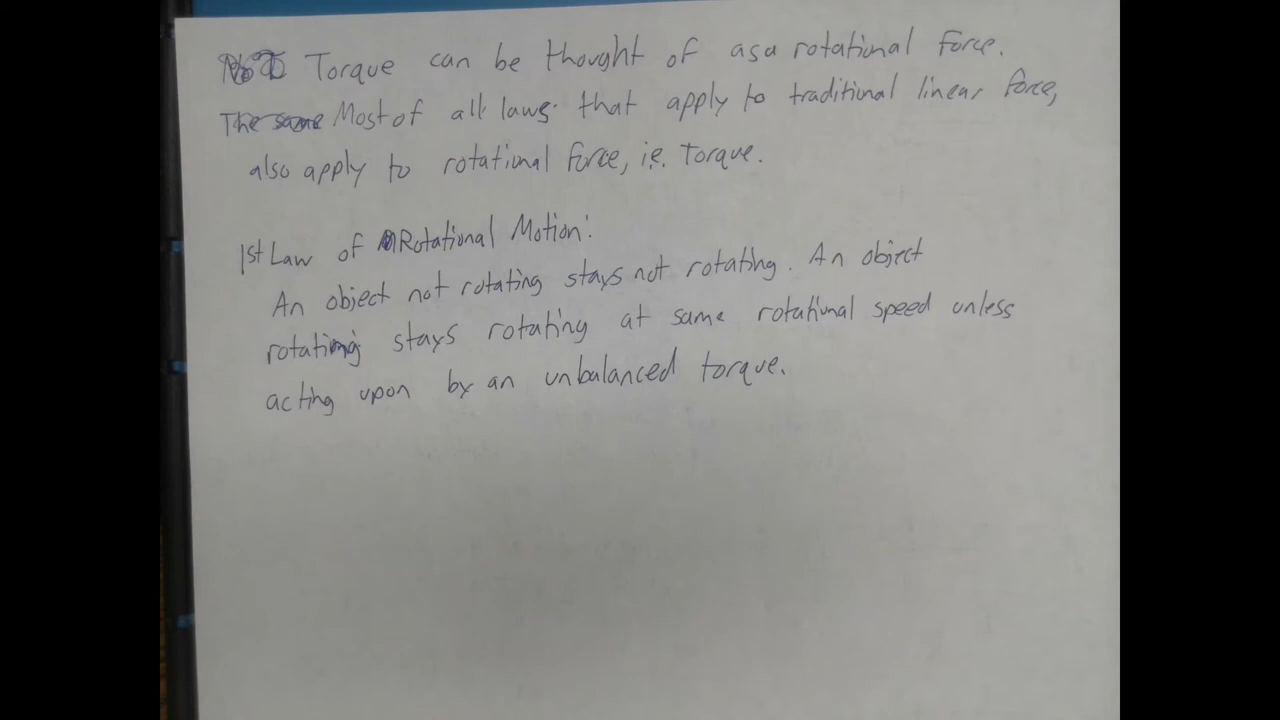 Torque can be thought of as a rotational force.
The same Most of all laws that apply to traditional linear force,
also apply to rotational force, i.e. Torque.
1st Law of Rotational Motion:
An object not rotating stays not rotating. An object
rotating stays rotating at same rotational speed unless
acting upon by an unbalanced torque.